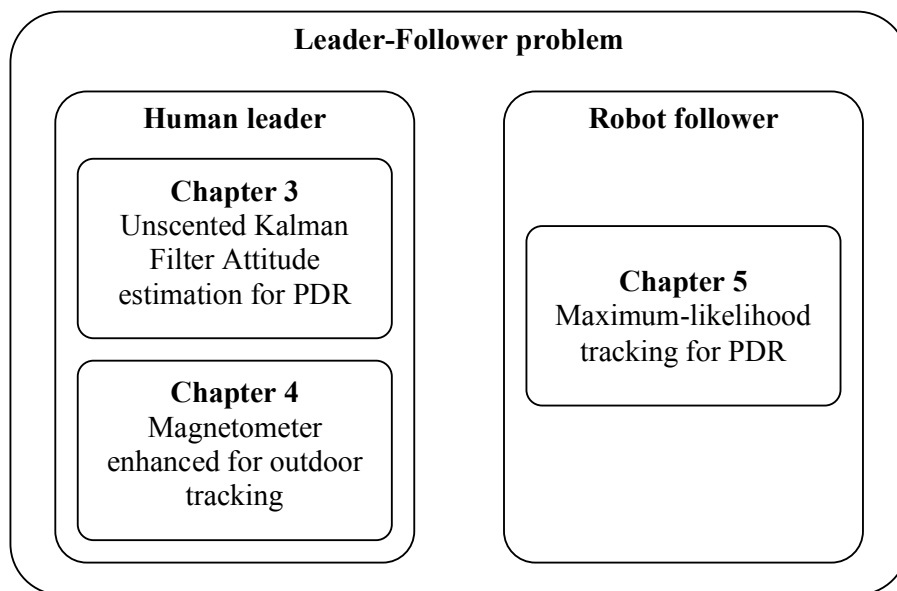 Leader-Follower problem
Human leader
Chapter 3
Unscented Kalman
Filter Attitude
estimation for PDR
Chapter 4
Magnetometer
enhanced for outdoor
tracking
Robot follower
Chapter 5
Maximum-likelihood
tracking for PDR